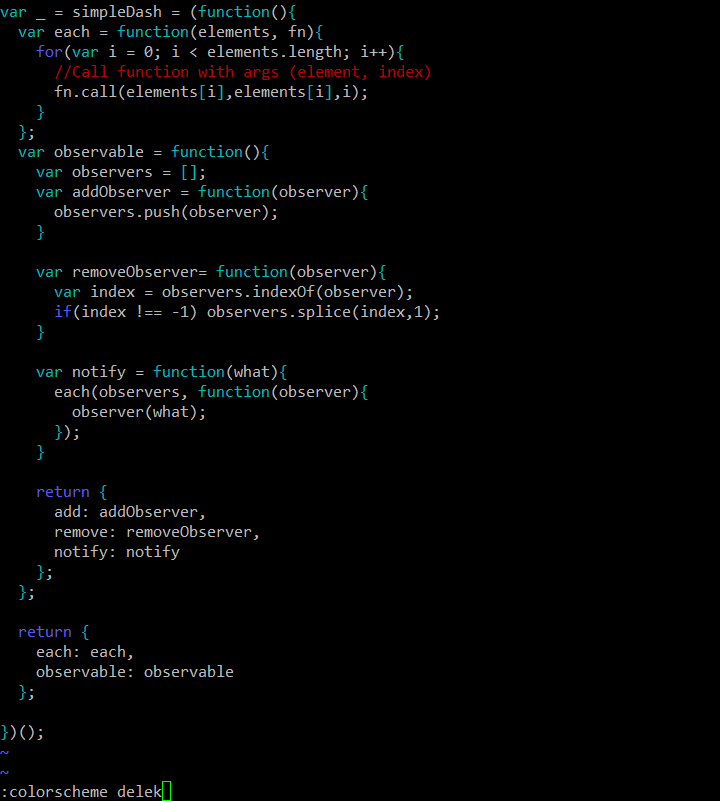 var _ = simpleDash = (function(){
  var each = function(elements, fn){
    for(var i = 0; i < elements.length; i++){
      //Call function with args (element, index)
      fn.call(elements[i],elements[i],i);
    }
  };
  var observable = function(){
    var observers = [];
    var addObserver = function(observer){
      observers.push(observer);
    }

    var removeObserver= function(observer){
      var index = observers.indexOf(observer);
      if(index !== -1) observers.splice(index,1);
    }

    var notify = function(what){
      each(observers, function(observer){
        observer(what);
      });
    }

    return {
      add: addObserver,
      remove: removeObserver,
      notify: notify
    };
  };

  return {
    each: each,
    observable: observable
  };

})();
~
~
:colorscheme delek